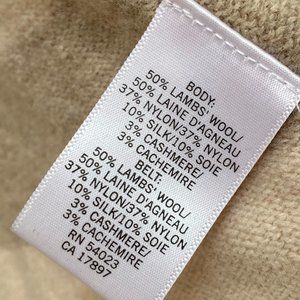 BODY:
50% LAMBS' WOOL/
50% LAINE D'AGNEAU
37% NYLON/37% NYLON
10% SILK/10% SOIE
3% CASHMERE/
3% CACHEMIRE
BELT:
50% LAMBS' WOOL/
50% LAINE D'AGNEAU
37% NYLON/37% NYLON
10% SILK/10% SOIE
3% CASHMERE/
3% CACHEMIRE
RN 54023
CA 17897